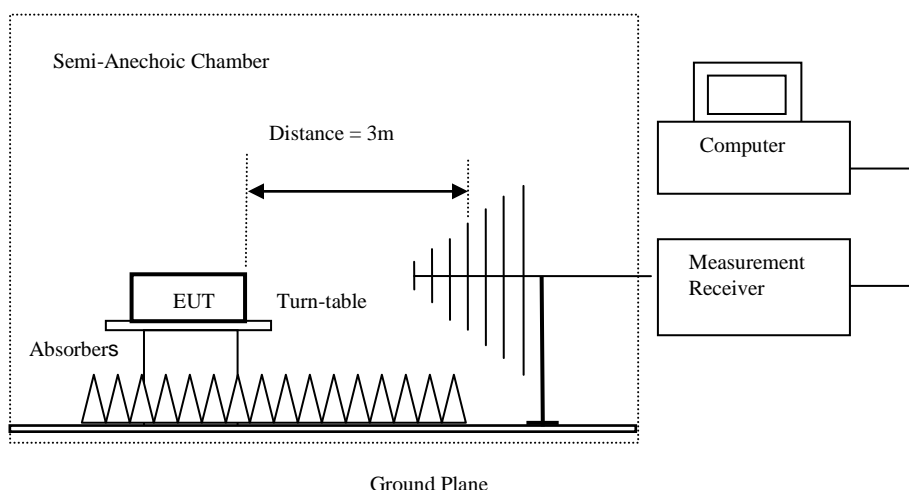 Semi-Anechoic Chamber
Distance = 3m
Computer
Measurement
Receiver
EUT
Turn-table
Absorbers
Ground Plane